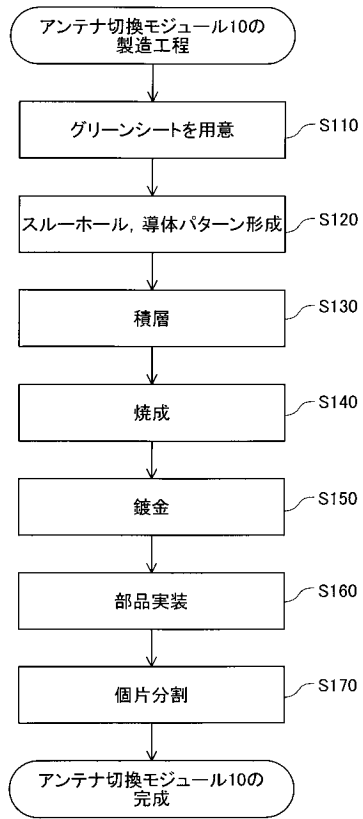 アンテナ切換モジュール10の
製造工程
グリーンシートを用意
S110
スルーホール, 導体パターン形成
S120
積層
S130
焼成
S140
鍍金
S150
部品実装
S160
個片分割
S170
アンテナ切換モジュール10の
完成